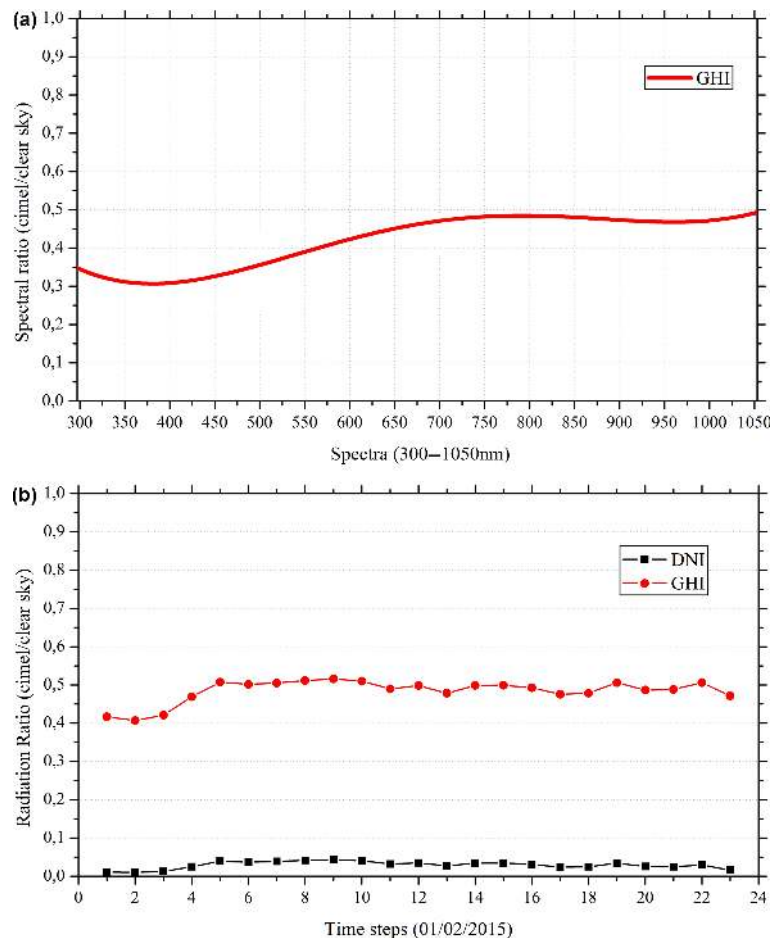 (a)
1,0
0,9
0,8
0,7
0,6
0,5
0,4
0,3
0,2
0,1
0,0
Spectral ratio (cimel/clear sky)
GHI
300 350 400 450 500 550 600 650 700 750 800 850 900 950 1000 1050
Spectra (300–1050nm)
(b)
1,0
0,9
0,8
0,7
0,6
0,5
0,4
0,3
0,2
0,1
0,0
Radiation Ratio (cimel/clear sky)
DNI
GHI
0 2 4 6 8 10 12 14 16 18 20 22 24
Time steps (01/02/2015)